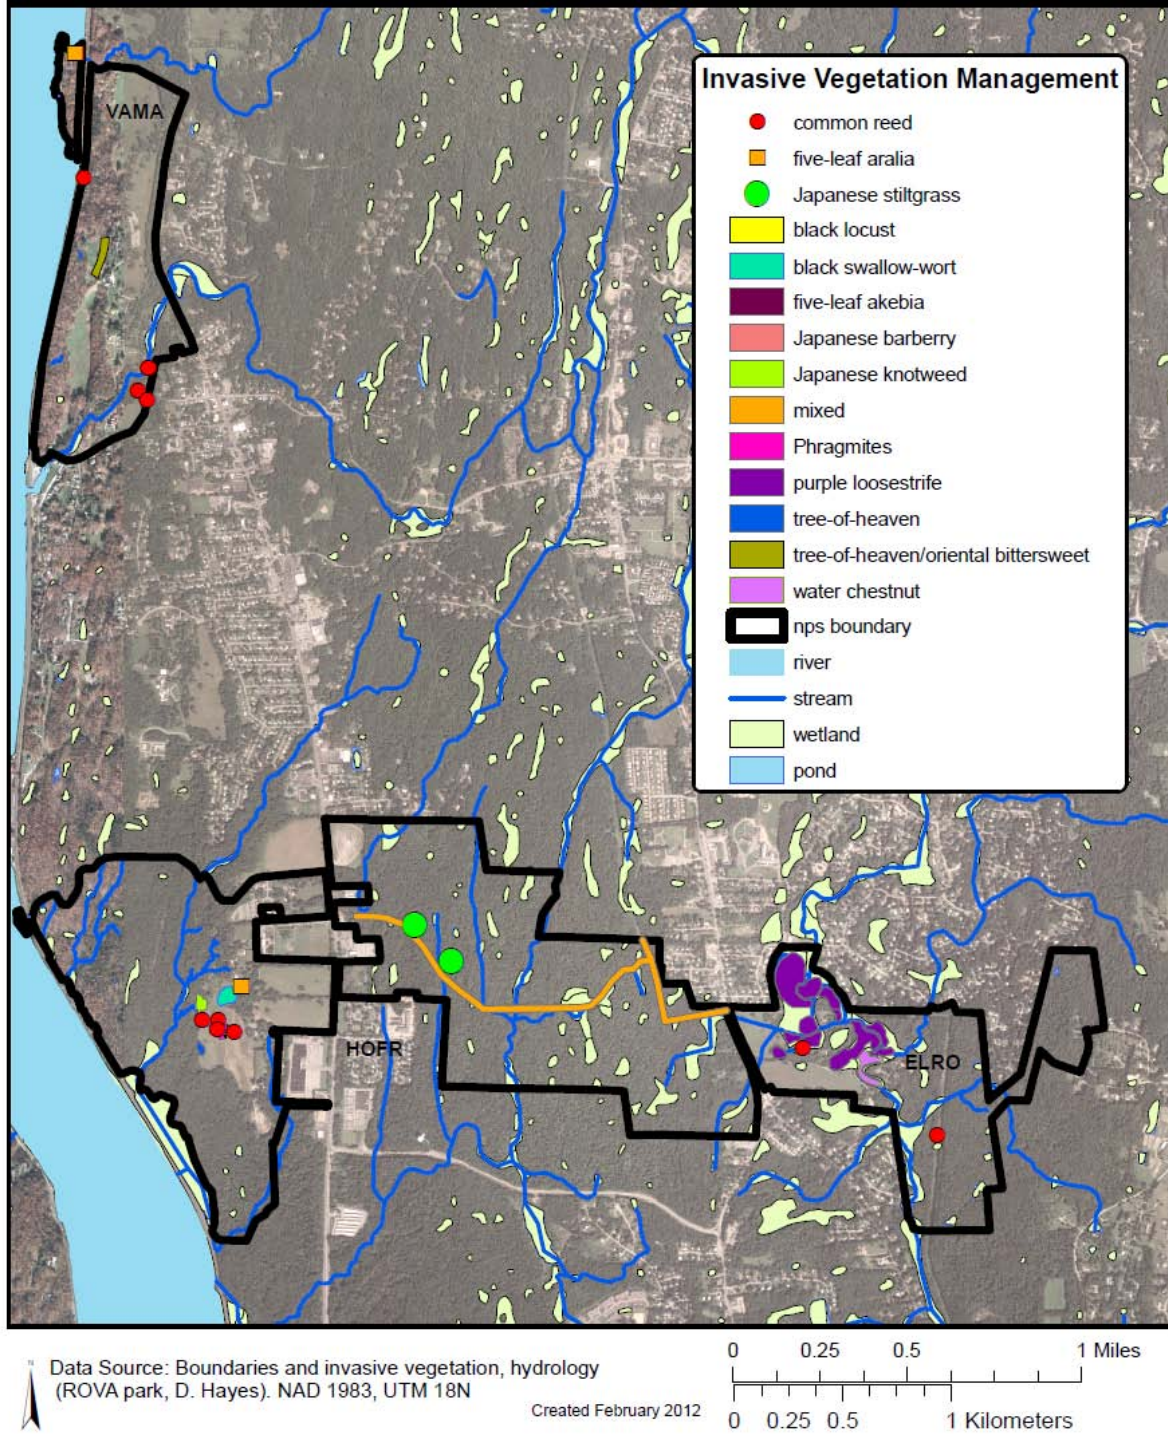 VAMA
Invasive Vegetation Management
common reed
five-leaf aralia
Japanese stiltgrass
black locust
black swallow-wort
five-leaf akebia
Japanese barberry
Japanese knotweed
mixed
Phragmites
purple loosestrife
tree-of-heaven
tree-of-heaven/oriental bittersweet
water chestnut
nps boundary
river
stream
wetland
pond
HOFR
ELRO
N
Data Source: Boundaries and invasive vegetation, hydrology
(ROVA park, D. Hayes). NAD 1983, UTM 18N
Created February 2012
0 0.25 0.5 1 Miles
0 0.25 0.5 1 Kilometers